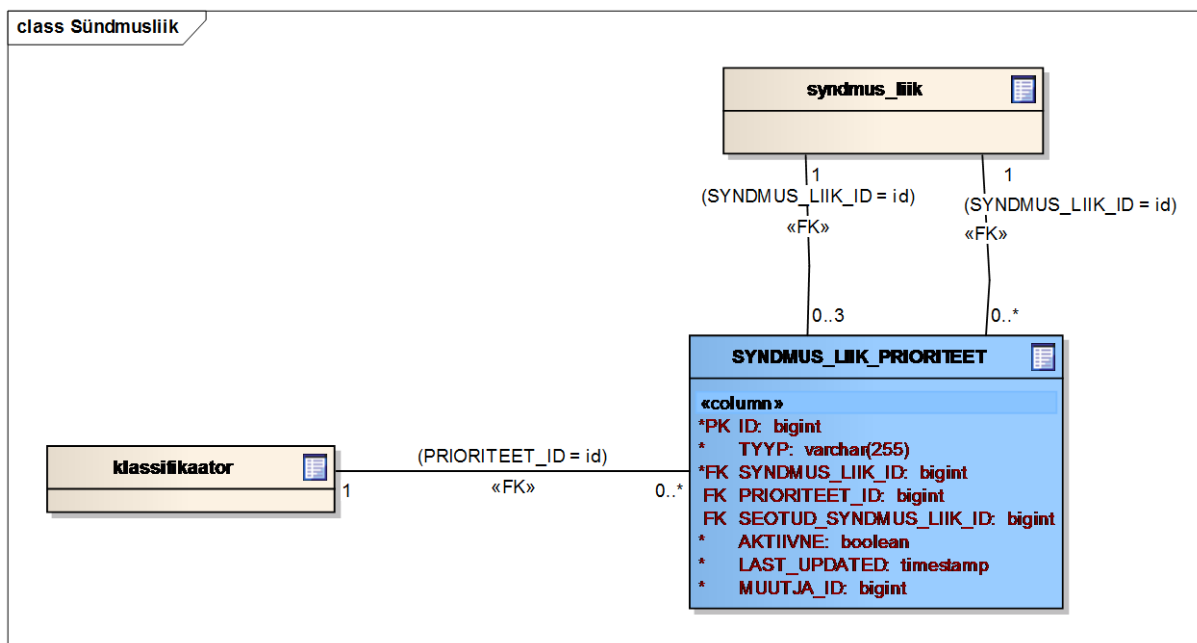 class Sündmusliik
syndmus_liik
1
1
(SYNDMUS_LIIK_ID = id)
(SYNDMUS_LIIK_ID = id)
«FK»
«FK»
0..3
0..*
SYNDMUS_LIIK_PRIORITEET
«column»
*PK ID: bigint
* TYYP: varchar(255)
*FK SYNDMUS_LIIK_ID: bigint
FK PRIORITEET_ID: bigint
FK SEOTUD_SYNDMUS_LIIK_ID: bigint
* AKTIIVNE: boolean
* LAST_UPDATED: timestamp
* MUUTJA_ID: bigint
klassifikaator
(PRIORITEET_ID = id)
1
«FK»
0..*